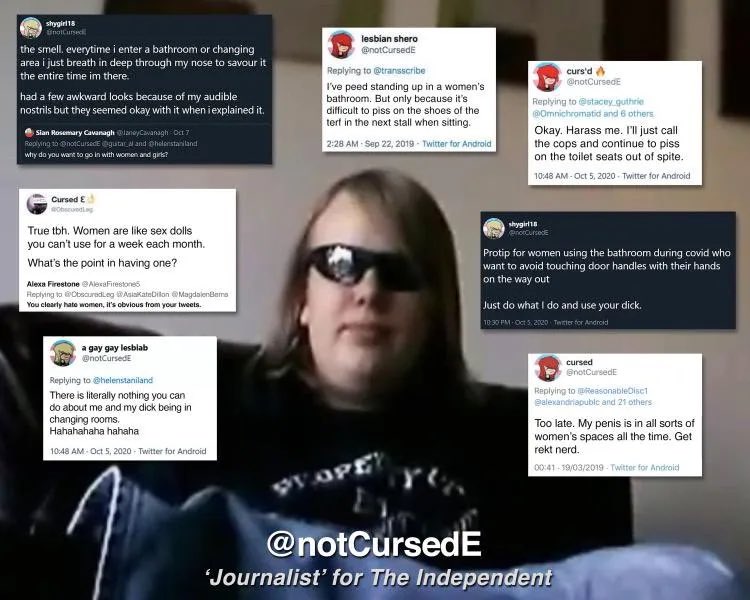 shygirl18
@notCursedE
the smell. everytime i enter a bathroom or changing
area i just breath in deep through my nose to savour it
the entire time im there.
had a few awkward looks because of my audible
nostrils but they seemed okay with it when i explained it.
Sian Rosemary Cavanagh @JaneyCavanagh · Oct 7
Replying to @notCursedE @guitar_al and @helenstaniland
why do you want to go in with women and girls?
lesbian shero
@notCursedE
Replying to @transscribe
I've peed standing up in a women's
bathroom. But only because it's
difficult to piss on the shoes of the
terf in the next stall when sitting.
2:28 AM · Sep 22, 2019 · Twitter for Android
curs'd 🔥
@notCursedE
Replying to @stacey_guthrie
@Omnichromatid and 6 others
Okay. Harass me. I'll just call
the cops and continue to piss
on the toilet seats out of spite.
10:48 AM · Oct 5, 2020 · Twitter for Android
Cursed E 👌
@ObscuredLeg
True tbh. Women are like sex dolls
you can't use for a week each month.
What's the point in having one?
Alexa Firestone @AlexaFirestone5
Replying to @ObscuredLeg @AsiaKateDillon @MagdalenBerns
You clearly hate women, it's obvious from your tweets.
shygirl18
@notCursedE
Protip for women using the bathroom during covid who
want to avoid touching door handles with their hands
on the way out
Just do what I do and use your dick.
10:30 PM · Oct 5, 2020 · Twitter for Android
a gay gay lesbiab
@notCursedE
Replying to @helenstaniland
There is literally nothing you can
do about me and my dick being in
changing rooms.
Hahahahaha hahaha
10:48 AM · Oct 5, 2020 · Twitter for Android
cursed
@notCursedE
Replying to @ReasonableDisc1
@alexandriapublc and 21 others
Too late. My penis is in all sorts of
women's spaces all the time. Get
rekt nerd.
00:41 · 19/03/2019 · Twitter for Android
PROPERTY OF
@notCursedE
'Journalist' for The Independent